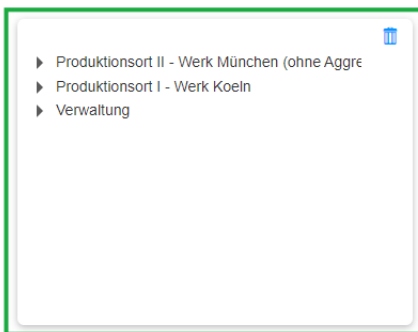 Produktionsort II - Werk München (ohne Aggre
Produktionsort I - Werk Koeln
Verwaltung